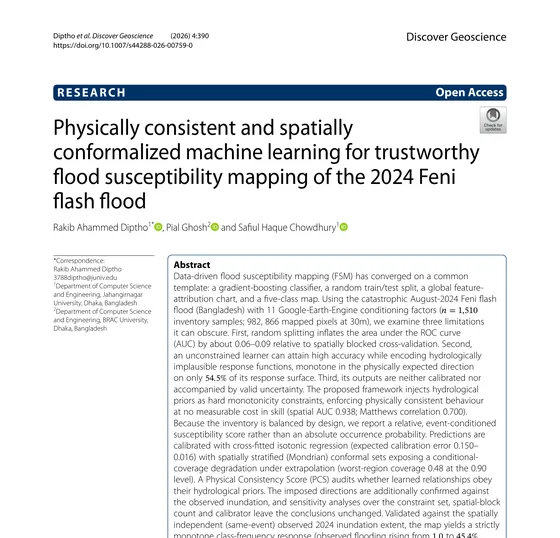 Diptho et al. Discover Geoscience (2026) 4:390
https://doi.org/10.1007/s44288-026-00759-0
Discover Geoscience
RESEARCH Open Access
Check for
updates
Physically consistent and spatially
conformalized machine learning for trustworthy
flood susceptibility mapping of the 2024 Feni
flash flood
Rakib Ahammed Diptho1*, Pial Ghosh2 and Safiul Haque Chowdhury1
*Correspondence:
Rakib Ahammed Diptho
3788diptho@juniv.edu
1Department of Computer Science
and Engineering, Jahangirnagar
University, Dhaka, Bangladesh
2Department of Computer Science
and Engineering, BRAC University,
Dhaka, Bangladesh
Abstract
Data-driven flood susceptibility mapping (FSM) has converged on a common
template: a gradient-boosting classifier, a random train/test split, a global feature-
attribution chart, and a five-class map. Using the catastrophic August-2024 Feni flash
flood (Bangladesh) with 11 Google-Earth-Engine conditioning factors (n = 1,510
inventory samples; 982, 866 mapped pixels at 30m), we examine three limitations
it can obscure. First, random splitting inflates the area under the ROC curve
(AUC) by about 0.06–0.09 relative to spatially blocked cross-validation. Second,
an unconstrained learner can attain high accuracy while encoding hydrologically
implausible response functions, monotone in the physically expected direction
on only 54.5% of its response surface. Third, its outputs are neither calibrated nor
accompanied by valid uncertainty. The proposed framework injects hydrological
priors as hard monotonicity constraints, enforcing physically consistent behaviour
at no measurable cost in skill (spatial AUC 0.938; Matthews correlation 0.700).
Because the inventory is balanced by design, we report a relative, event-conditioned
susceptibility score rather than an absolute occurrence probability. Predictions are
calibrated with cross-fitted isotonic regression (expected calibration error 0.150–
0.016) with spatially stratified (Mondrian) conformal sets exposing a conditional-
coverage degradation under extrapolation (worst-region coverage 0.48 at the 0.90
level). A Physical Consistency Score (PCS) audits whether learned relationships obey
their hydrological priors. The imposed directions are additionally confirmed against
the observed inundation, and sensitivity analyses over the constraint set, spatial-block
count and calibrator leave the conclusions unchanged. Validated against the spatially
independent (same-event) observed 2024 inundation extent, the map yields a strictly
monotone class-frequency response (observed flooding rising from 1.0 to 45.4%